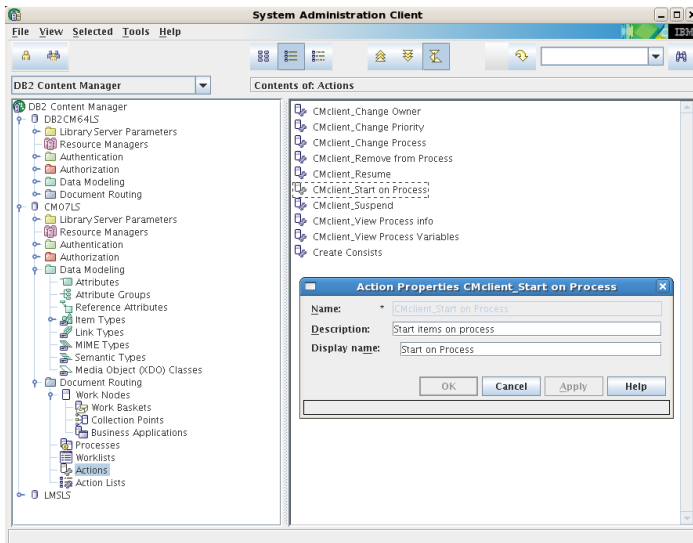 System Administration Client
File View Selected Tools Help
IBM
DB2 Content Manager
Contents of: Actions
DB2 Content Manager
DB2CM64LS
Library Server Parameters
Resource Managers
Authentication
Authorization
Data Modeling
Document Routing
CM07LS
Library Server Parameters
Resource Managers
Authentication
Authorization
Data Modeling
Attributes
Attribute Groups
Reference Attributes
Item Types
Link Types
MIME Types
Semantic Types
Media Object (XDO) Classes
Document Routing
Work Nodes
Work Baskets
Collection Points
Business Applications
Processes
Worklists
Actions
Action Lists
LMSLS
CMclient_Change Owner
CMclient_Change Priority
CMclient_Change Process
CMclient_Remove from Process
CMclient_Resume
CMclient_Start on Process
CMclient_Suspend
CMclient_View Process info
CMclient_View Process Variables
Create Consists
Action Properties CMclient_Start on Process
Name: * CMclient_Start on Process
Description: Start items on process
Display name: Start on Process
OK Cancel Apply Help